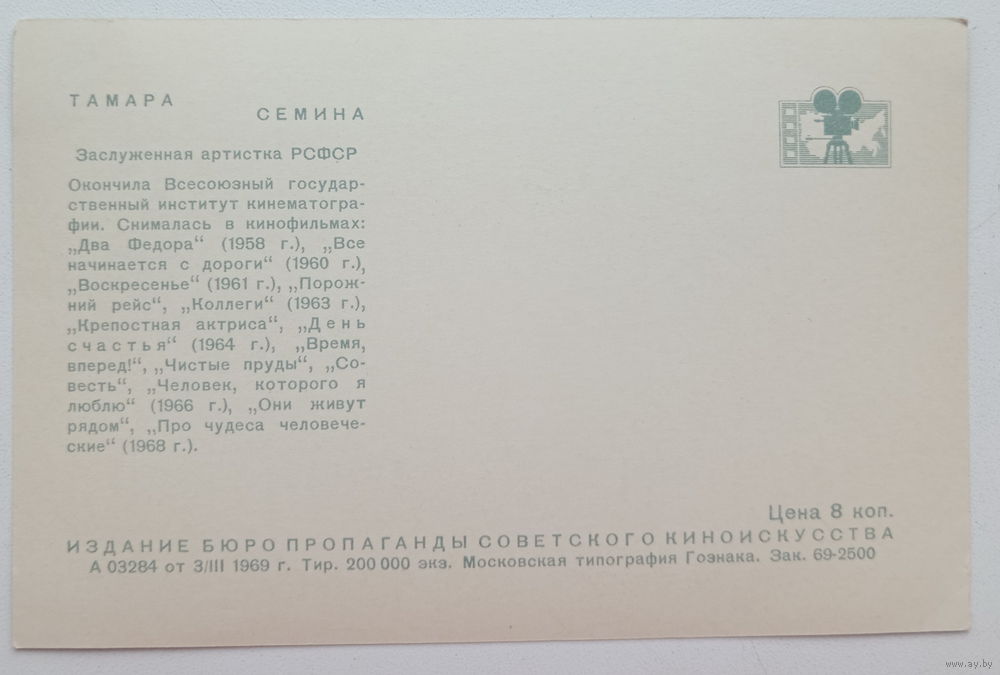 ТАМАРА
СЕМИНА
Заслуженная артистка РСФСР
Окончила Всесоюзный государ-
ственный институт кинематогра-
фии. Снималась в кинофильмах:
„Два Федора“ (1958 г.), „Все
начинается с дороги“ (1960 г.),
„Воскресенье“ (1961 г.), „Порож-
ний рейс“, „Коллеги“ (1963 г.),
„Крепостная актриса“, „День
счастья“ (1964 г.), „Время,
вперед!“, „Чистые пруды“, „Со-
весть“, „Человек, которого я
люблю“ (1966 г.), „Они живут
рядом“, „Про чудеса человече-
ские“ (1968 г.).
Цена 8 коп.
ИЗДАНИЕ БЮРО ПРОПАГАНДЫ СОВЕТСКОГО КИНОИСКУССТВА
А 03284 от 3/III 1969 г. Тир. 200 000 экз. Московская типография Гознака. Зак. 69-2500
www.ay.by